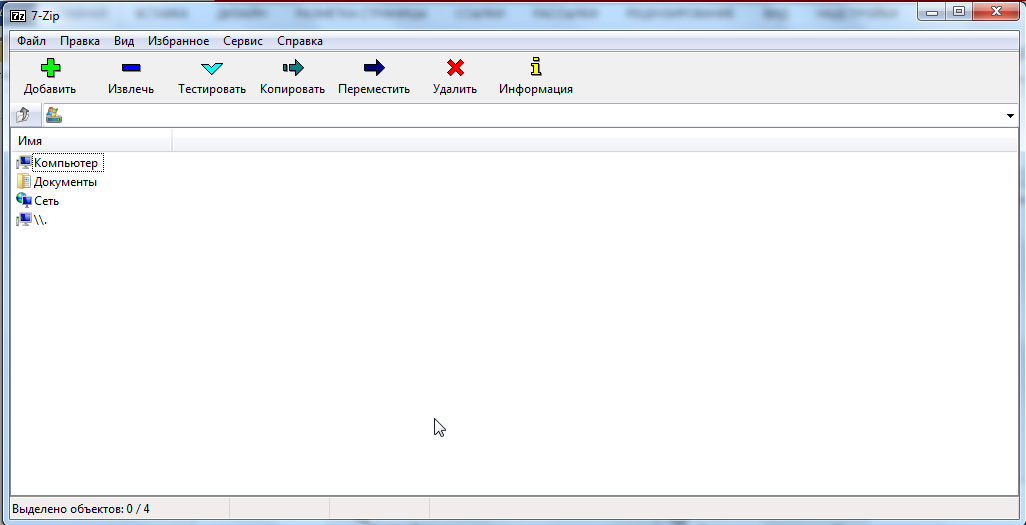 7-Zip
Файл Правка Вид Избранное Сервис Справка
Добавить Извлечь Тестировать Копировать Переместить Удалить Информация
Имя
Компьютер
Документы
Сеть
\\.
Выделено объектов: 0 / 4